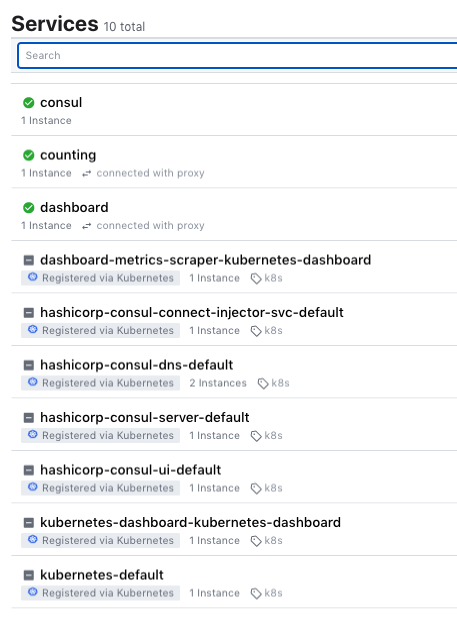 Services 10 total
Search
consul
1 Instance
counting
1 Instance connected with proxy
dashboard
1 Instance connected with proxy
dashboard-metrics-scraper-kubernetes-dashboard
Registered via Kubernetes 1 Instance k8s
hashicorp-consul-connect-injector-svc-default
Registered via Kubernetes 1 Instance k8s
hashicorp-consul-dns-default
Registered via Kubernetes 2 Instances k8s
hashicorp-consul-server-default
Registered via Kubernetes 1 Instance k8s
hashicorp-consul-ui-default
Registered via Kubernetes 1 Instance k8s
kubernetes-dashboard-kubernetes-dashboard
Registered via Kubernetes 1 Instance k8s
kubernetes-default
Registered via Kubernetes 1 Instance k8s